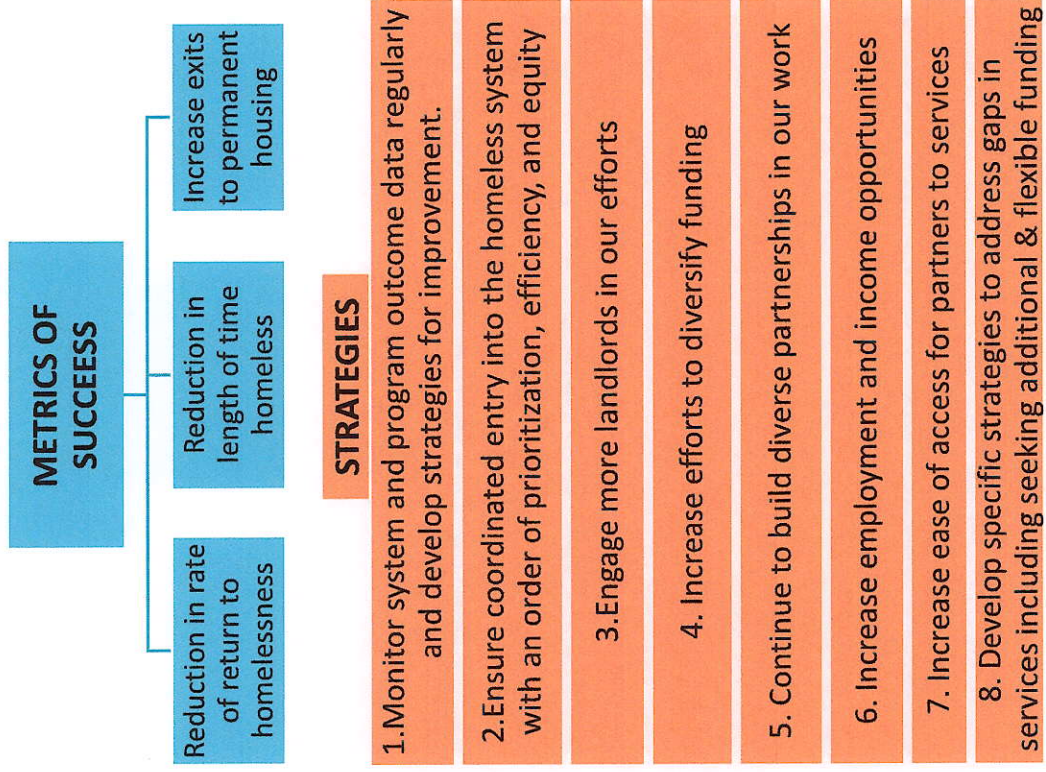 METRICS OF
SUCCEESS
Reduction in rate
of return to
homelessness
Reduction in
length of time
homeless
Increase exits
to permanent
housing
STRATEGIES
1.Monitor system and program outcome data regularly
and develop strategies for improvement.
2.Ensure coordinated entry into the homeless system
with an order of prioritization, efficiency, and equity
3.Engage more landlords in our efforts
4. Increase efforts to diversify funding
5. Continue to build diverse partnerships in our work
6. Increase employment and income opportunities
7. Increase ease of access for partners to services
8. Develop specific strategies to address gaps in
services including seeking additional & flexible funding